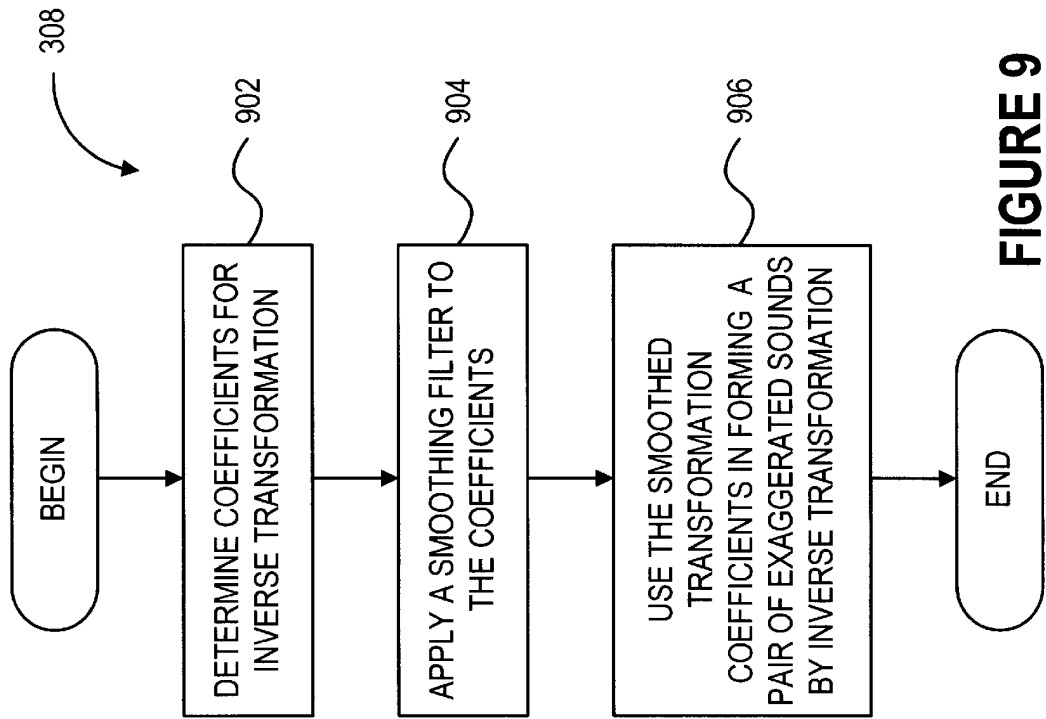 308
BEGIN
DETERMINE COEFFICIENTS FOR
INVERSE TRANSFORMATION
902
APPLY A SMOOTHING FILTER TO
THE COEFFICIENTS
904
USE THE SMOOTHED
TRANSFORMATION
COEFFICIENTS IN FORMING A
PAIR OF EXAGGERATED SOUNDS
BY INVERSE TRANSFORMATION
906
END
FIGURE 9